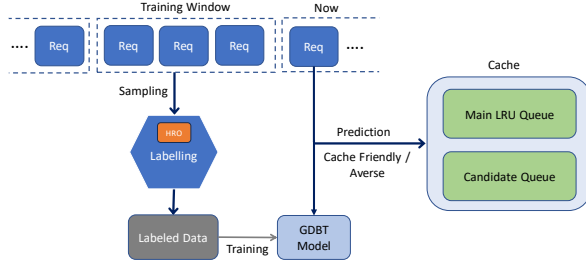 Training Window
Now
.... Req
Req Req Req
Req ....
Sampling
HRO
Labelling
Labeled Data
Training
GDBT
Model
Prediction
Cache Friendly /
Averse
Cache
Main LRU Queue
Candidate Queue